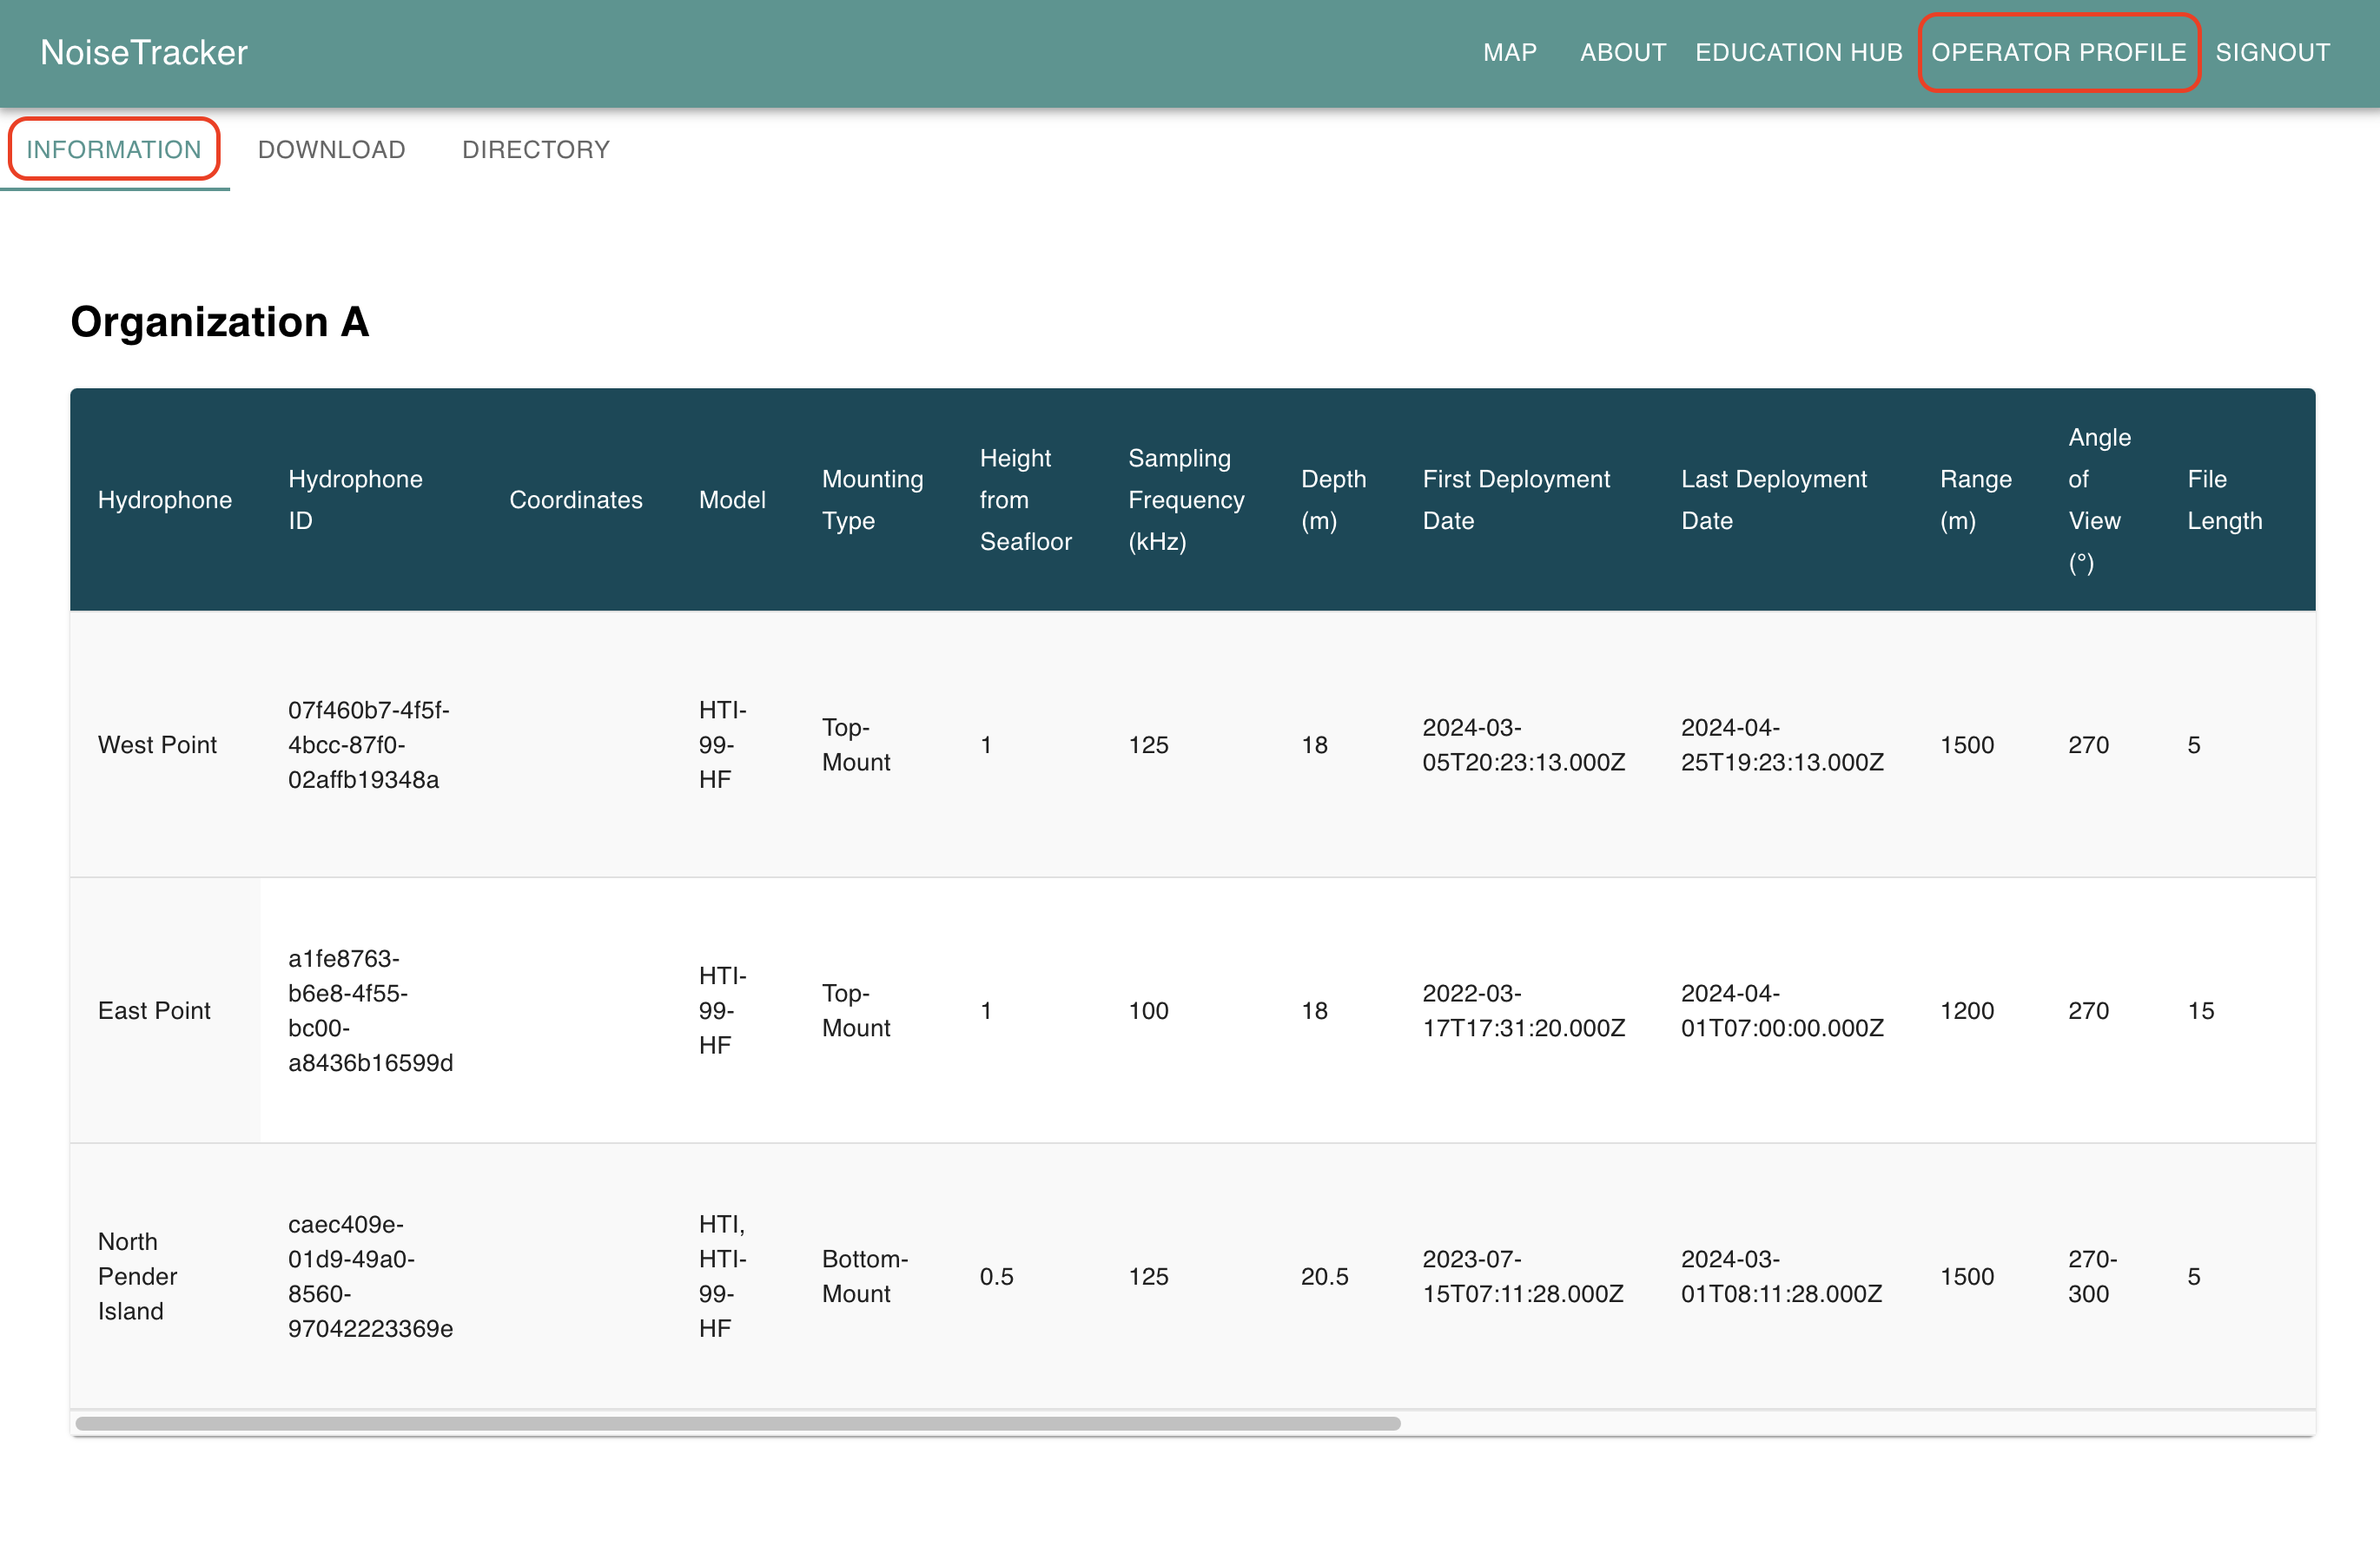 NoiseTracker
MAP ABOUT EDUCATION HUB OPERATOR PROFILE SIGNOUT
INFORMATION DOWNLOAD DIRECTORY
Organization A
Hydrophone
Hydrophone
ID
Coordinates
Model
Mounting
Type
Height
from
Seafloor
Sampling
Frequency
(kHz)
Depth
(m)
First Deployment
Date
Last Deployment
Date
Range
(m)
Angle
of
View
(°)
File
Length
West Point
07f460b7-4f5f-
4bcc-87f0-
02affb19348a
HTI-
99-
HF
Top-
Mount
1
125
18
2024-03-
05T20:23:13.000Z
2024-04-
25T19:23:13.000Z
1500
270
5
East Point
a1fe8763-
b6e8-4f55-
bc00-
a8436b16599d
HTI-
99-
HF
Top-
Mount
1
100
18
2022-03-
17T17:31:20.000Z
2024-04-
01T07:00:00.000Z
1200
270
15
North
Pender
Island
caec409e-
01d9-49a0-
8560-
97042223369e
HTI,
HTI-
99-
HF
Bottom-
Mount
0.5
125
20.5
2023-07-
15T07:11:28.000Z
2024-03-
01T08:11:28.000Z
1500
270-
300
5